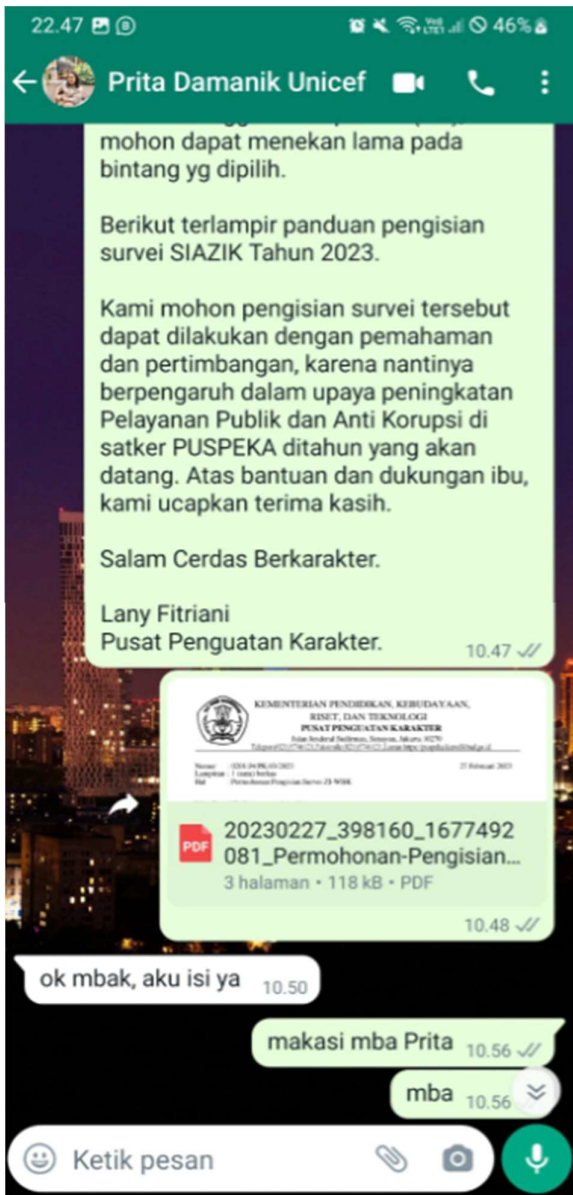 22.47
46%
Prita Damanik Unicef
mohon dapat menekan lama pada
bintang yg dipilih.
Berikut terlampir panduan pengisian
survei SIAZIK Tahun 2023.
Kami mohon pengisian survei tersebut
dapat dilakukan dengan pemahaman
dan pertimbangan, karena nantinya
berpengaruh dalam upaya peningkatan
Pelayanan Publik dan Anti Korupsi di
satker PUSPEKA ditahun yang akan
datang. Atas bantuan dan dukungan ibu,
kami ucapkan terima kasih.
Salam Cerdas Berkarakter.
Lany Fitriani
Pusat Penguatan Karakter.
10.47
KEMENTERIAN PENDIDIKAN, KEBUDAYAAN,
RISET, DAN TEKNOLOGI
PUSAT PENGUATAN KARAKTER
27 Februari 2023
PDF
20230227_398160_1677492
081_Permohonan-Pengisian...
3 halaman • 118 kB • PDF
10.48
ok mbak, aku isi ya 10.50
makasi mba Prita 10.56
mba 10.56
Ketik pesan